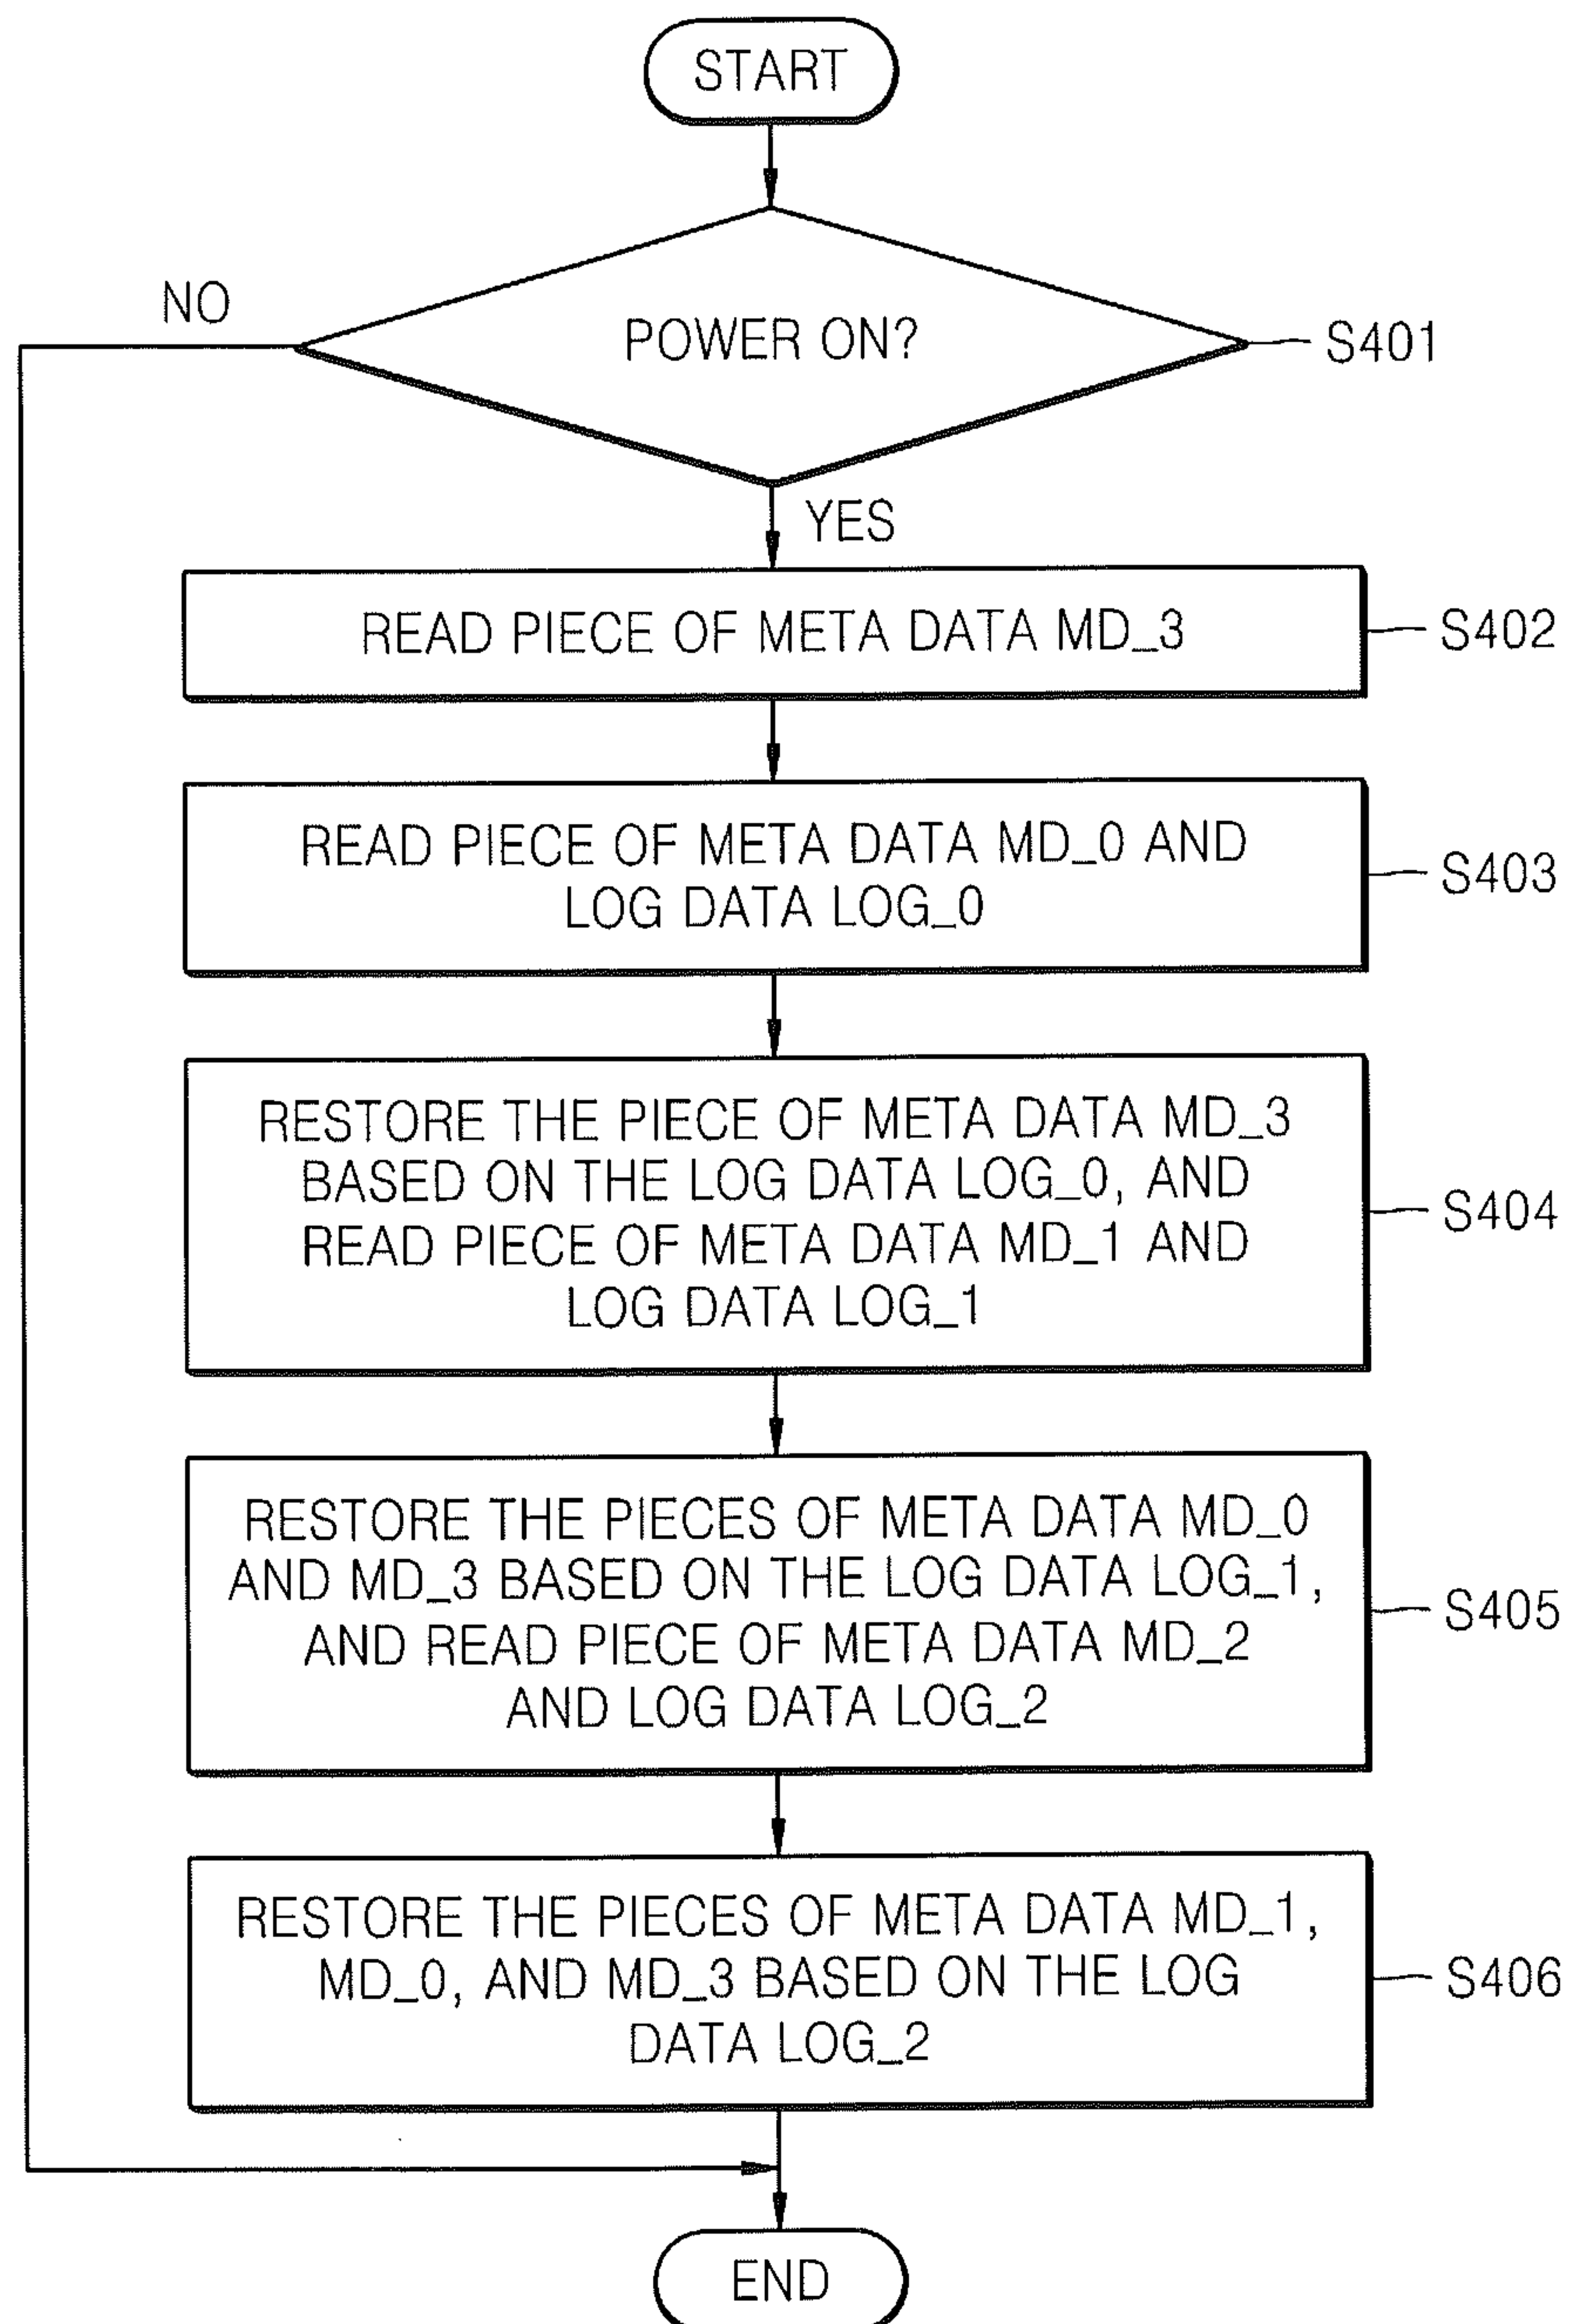 START
NO
POWER ON?
S401
YES
READ PIECE OF META DATA MD_3
S402
READ PIECE OF META DATA MD_0 AND
LOG DATA LOG_0
S403
RESTORE THE PIECE OF META DATA MD_3
BASED ON THE LOG DATA LOG_0, AND
READ PIECE OF META DATA MD_1 AND
LOG DATA LOG_1
S404
RESTORE THE PIECES OF META DATA MD_0
AND MD_3 BASED ON THE LOG DATA LOG_1,
AND READ PIECE OF META DATA MD_2
AND LOG DATA LOG_2
S405
RESTORE THE PIECES OF META DATA MD_1,
MD_0, AND MD_3 BASED ON THE LOG
DATA LOG_2
S406
END